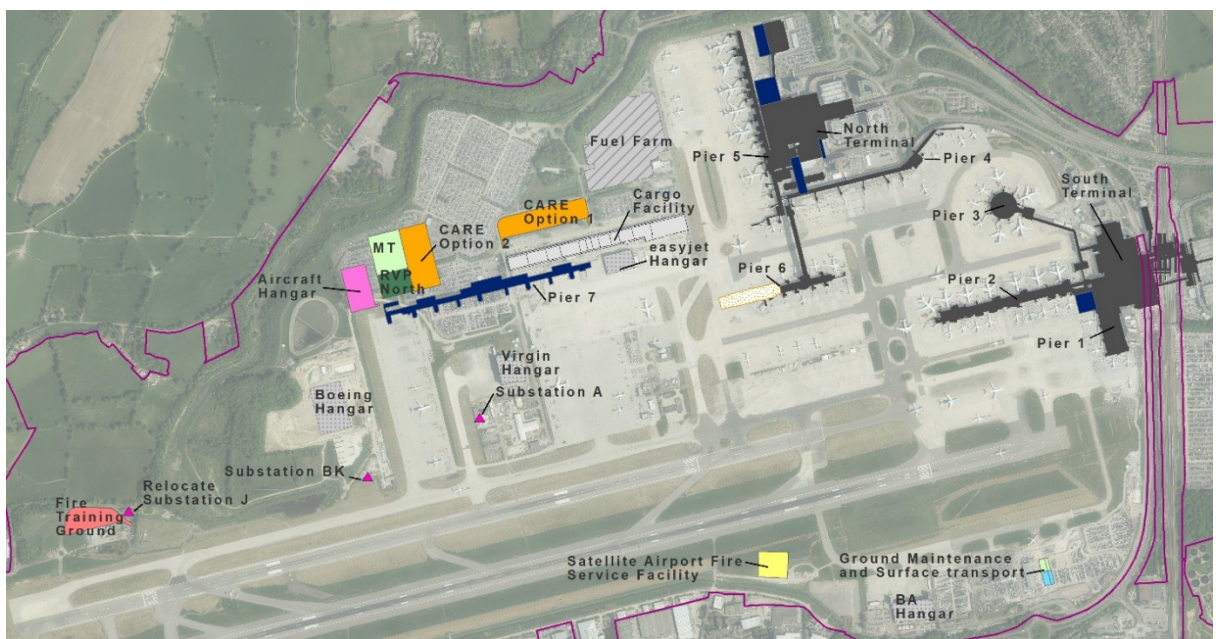 Fuel Farm
North
Terminal
Pier 5
Pier 4
South
Terminal
CARE
Option 1
Cargo
Facility
Pier 3
MT
CARE
Option 2
easyjet
Hangar
Aircraft
Hangar
RVP
North
Pier 6
Pier 2
Pier 7
Pier 1
Virgin
Hangar
Boeing
Hangar
Substation A
Substation BK
Relocate
Substation J
Fire
Training
Ground
Satellite Airport Fire
Service Facility
Ground Maintenance
and Surface transport
BA
Hangar